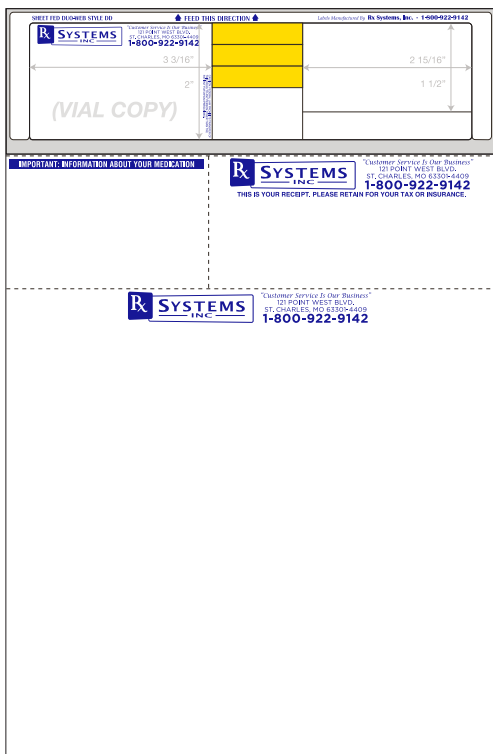 SHEET FED DUO-WEB STYLE DD
FEED THIS DIRECTION
Labels Manufactured By Rx Systems, Inc. - 1-800-922-9142
Rx SYSTEMS INC
"Customer Service Is Our Business"
121 POINT WEST BLVD.
ST. CHARLES, MO 63301-4409
1-800-922-9142
3 3/16"
2"
(VIAL COPY)
2 15/16"
1 1/2"
IMPORTANT: INFORMATION ABOUT YOUR MEDICATION
Rx SYSTEMS INC
"Customer Service Is Our Business"
121 POINT WEST BLVD.
ST. CHARLES, MO 63301-4409
1-800-922-9142
THIS IS YOUR RECEIPT, PLEASE RETAIN FOR YOUR TAX OR INSURANCE.
Rx SYSTEMS INC
"Customer Service Is Our Business"
121 POINT WEST BLVD.
ST. CHARLES, MO 63301-4409
1-800-922-9142